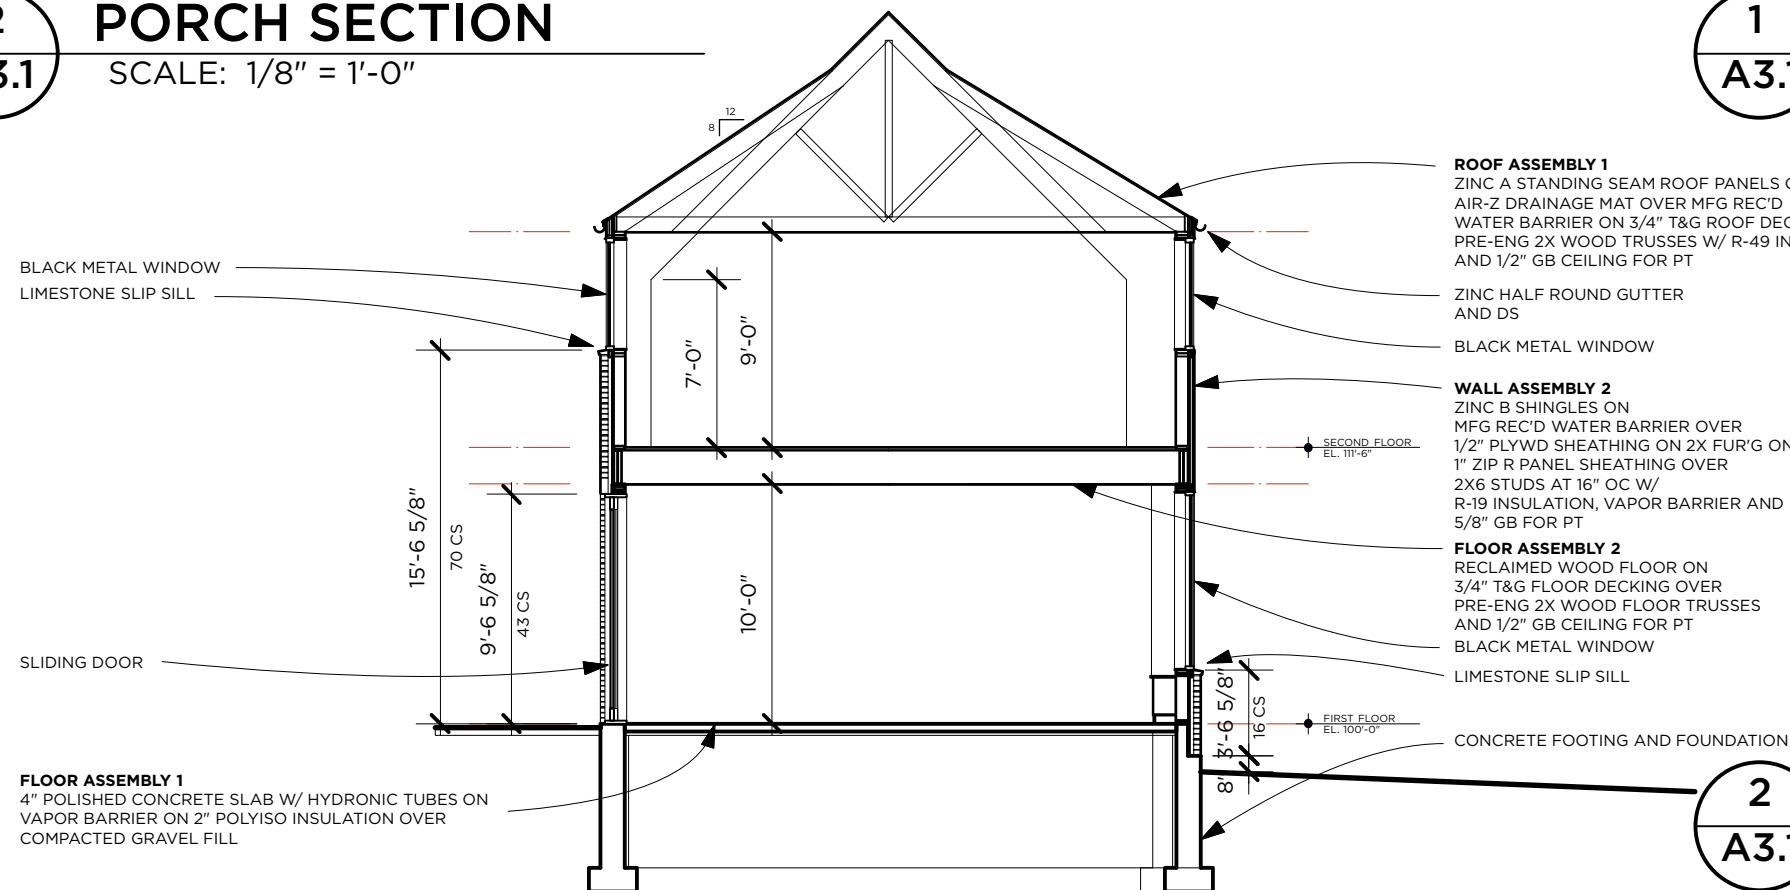 2
3.1
PORCH SECTION
SCALE: 1/8" = 1'-0"
1
A3.1
12
8
BLACK METAL WINDOW
LIMESTONE SLIP SILL
SLIDING DOOR
FLOOR ASSEMBLY 1
4" POLISHED CONCRETE SLAB W/ HYDRONIC TUBES ON
VAPOR BARRIER ON 2" POLYISO INSULATION OVER
COMPACTED GRAVEL FILL
15'-6 5/8"
70 CS
9'-6 5/8"
43 CS
7'-0"
9'-0"
10'-0"
SECOND FLOOR
EL. 111'-6"
FIRST FLOOR
EL. 100'-0"
3'-6 5/8"
16 CS
8"
ROOF ASSEMBLY 1
ZINC A STANDING SEAM ROOF PANELS
AIR-Z DRAINAGE MAT OVER MFG REC'D
WATER BARRIER ON 3/4" T&G ROOF DEC
PRE-ENG 2X WOOD TRUSSES W/ R-49 IN
AND 1/2" GB CEILING FOR PT
ZINC HALF ROUND GUTTER
AND DS
BLACK METAL WINDOW
WALL ASSEMBLY 2
ZINC B SHINGLES ON
MFG REC'D WATER BARRIER OVER
1/2" PLYWD SHEATHING ON 2X FUR'G ON
1" ZIP R PANEL SHEATHING OVER
2X6 STUDS AT 16" OC W/
R-19 INSULATION, VAPOR BARRIER AND
5/8" GB FOR PT
FLOOR ASSEMBLY 2
RECLAIMED WOOD FLOOR ON
3/4" T&G FLOOR DECKING OVER
PRE-ENG 2X WOOD FLOOR TRUSSES
AND 1/2" GB CEILING FOR PT
BLACK METAL WINDOW
LIMESTONE SLIP SILL
CONCRETE FOOTING AND FOUNDATION
2
A3.1